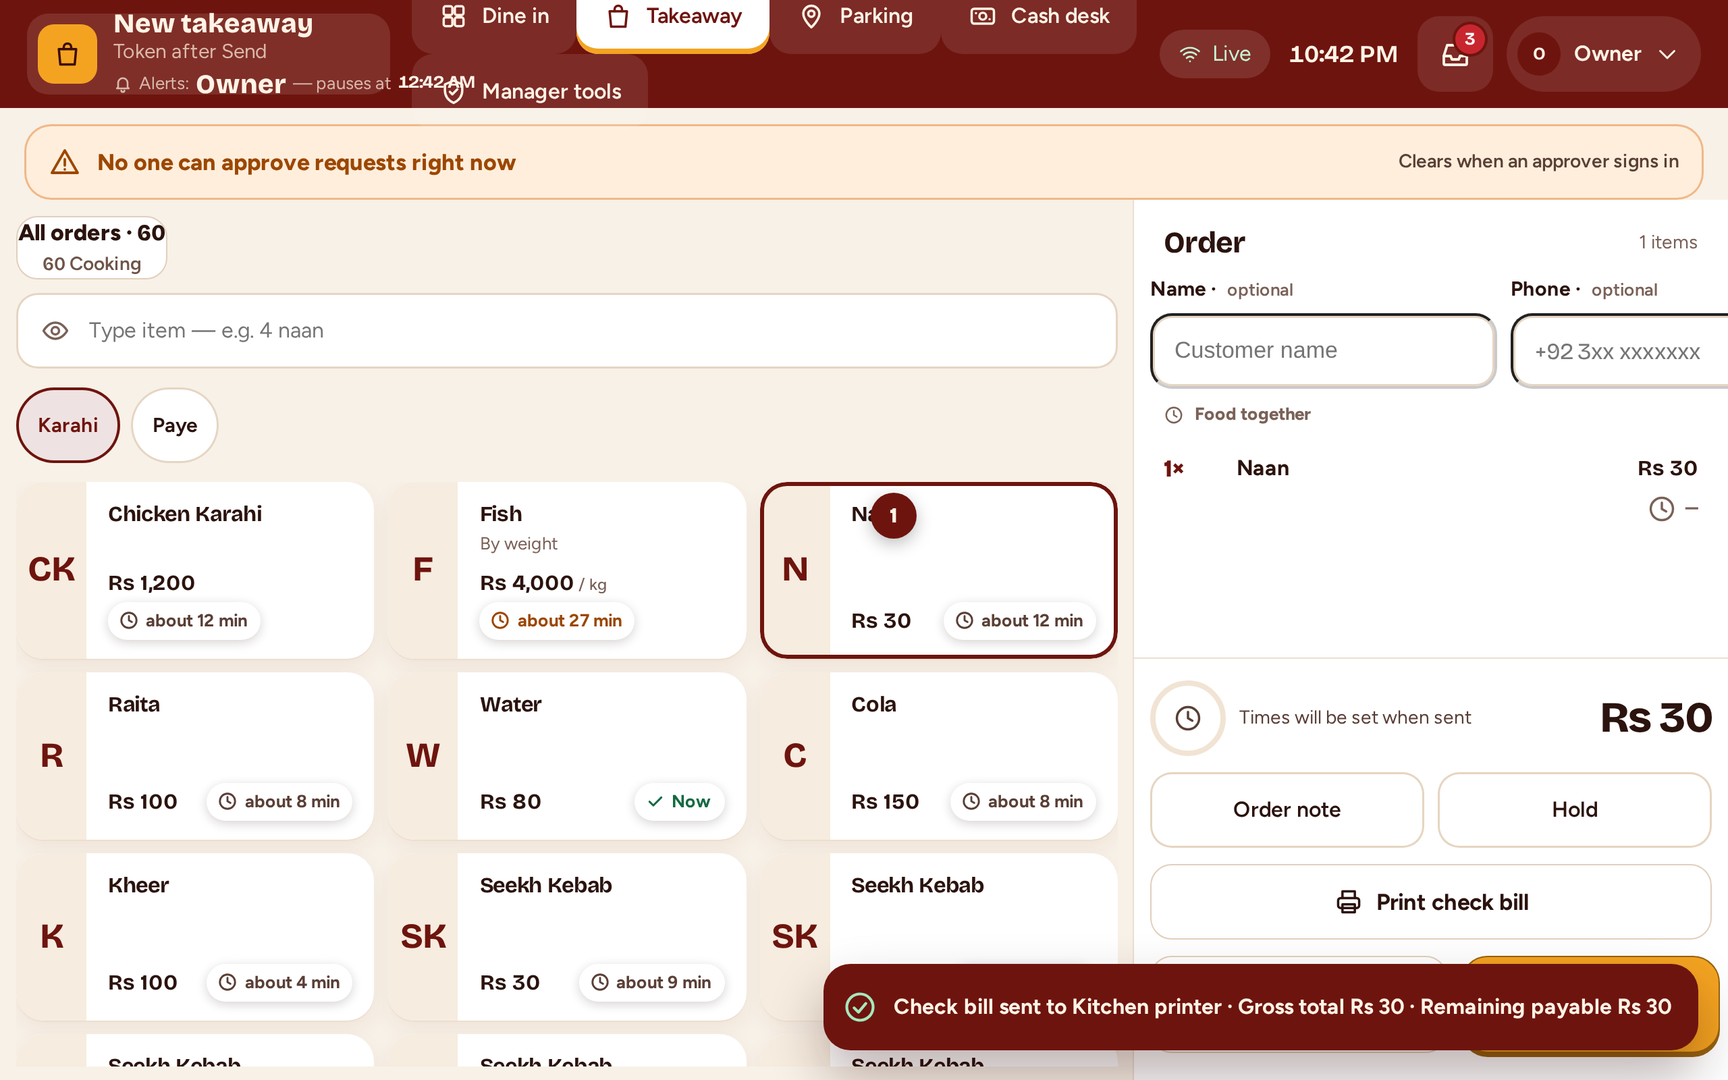 New takeaway
Token after Send
Alerts: Owner — pauses at 12:42 AM
Dine in
Takeaway
Parking
Cash desk
Manager tools
Live
10:42 PM
3
O
Owner
No one can approve requests right now
Clears when an approver signs in
All orders · 60
60 Cooking
Type item — e.g. 4 naan
Karahi
Paye
CK
Chicken Karahi
Rs 1,200
about 12 min
F
Fish
By weight
Rs 4,000 / kg
about 27 min
N
1
Rs 30
about 12 min
R
Raita
Rs 100
about 8 min
W
Water
Rs 80
Now
C
Cola
Rs 150
about 8 min
K
Kheer
Rs 100
about 4 min
SK
Seekh Kebab
Rs 30
about 9 min
SK
Seekh Kebab
Seekh Kebab
Seekh Kebab
Seekh Kebab
Order
1 items
Name · optional
Phone · optional
Customer name
+92 3xx xxxxxxx
Food together
1× Naan Rs 30
–
Times will be set when sent
Rs 30
Order note
Hold
Print check bill
Check bill sent to Kitchen printer · Gross total Rs 30 · Remaining payable Rs 30